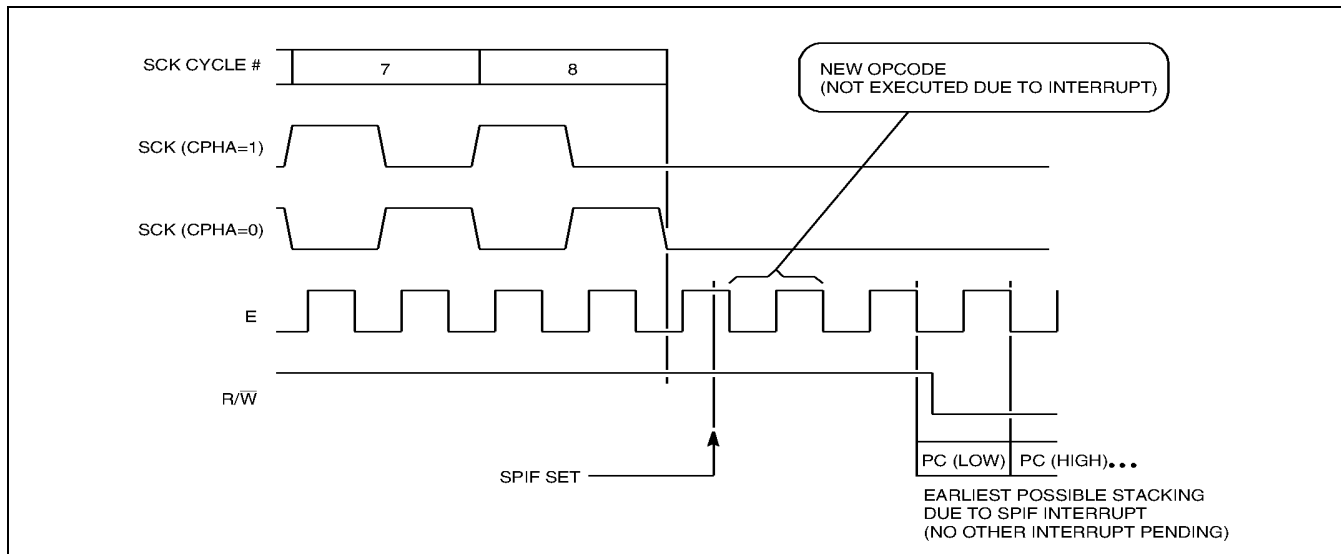 SCK CYCLE #
7
8
NEW OPCODE
(NOT EXECUTED DUE TO INTERRUPT)
SCK (CPHA=1)
SCK (CPHA=0)
E
R/W̅
SPIF SET
PC (LOW)
PC (HIGH)•••
EARLIEST POSSIBLE STACKING
DUE TO SPIF INTERRUPT
(NO OTHER INTERRUPT PENDING)